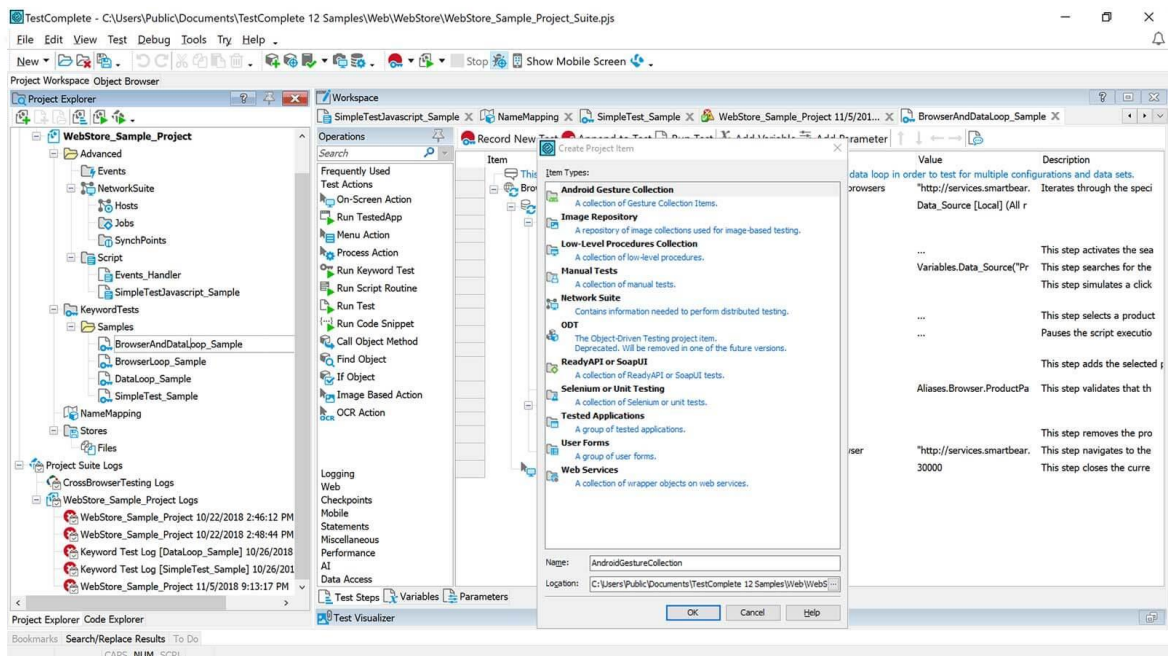 TestComplete - C:\Users\Public\Documents\TestComplete 12 Samples\Web\WebStore\WebStore_Sample_Project_Suite.pjs
File Edit View Test Debug Tools Try Help
New Stop Show Mobile Screen
Project Workspace Object Browser
Project Explorer
WebStore_Sample_Project
Advanced
Events
NetworkSuite
Hosts
Jobs
SynchPoints
Script
Events_Handler
SimpleTestJavascript_Sample
KeywordTests
Samples
BrowserAndDataLoop_Sample
BrowserLoop_Sample
DataLoop_Sample
SimpleTest_Sample
NameMapping
Stores
Files
Project Suite Logs
CrossBrowserTesting Logs
WebStore_Sample_Project Logs
WebStore_Sample_Project 10/22/2018 2:46:12 PM
WebStore_Sample_Project 10/22/2018 2:48:44 PM
Keyword Test Log [DataLoop_Sample] 10/26/2018
Keyword Test Log [SimpleTest_Sample] 10/26/201
WebStore_Sample_Project 11/5/2018 9:13:17 PM
Project Explorer Code Explorer
Workspace
SimpleTestJavascript_Sample X NameMapping X SimpleTest_Sample X WebStore_Sample_Project 11/5/201... X BrowserAndDataLoop_Sample X
Operations
Search
Frequently Used
Test Actions
On-Screen Action
Run TestedApp
Menu Action
Process Action
Run Keyword Test
Run Script Routine
Run Test
Run Code Snippet
Call Object Method
Find Object
If Object
Image Based Action
OCR Action
Logging
Web
Checkpoints
Mobile
Statements
Miscellaneous
Performance
AI
Data Access
Record New Test Append to Test Run Test Add Variable Add Parameter
Item Value Description
This data loop in order to test for multiple configurations and data sets.
Bro browsers "http://services.smartbear. Iterates through the speci
Data_Source [Local] (All r
... This step activates the sea
Variables.Data_Source("Pr This step searches for the
This step simulates a click
... This step selects a product
... Pauses the script executio
This step adds the selected p
Aliases.Browser.ProductPa This step validates that th
This step removes the pro
ser "http://services.smartbear. This step navigates to the
30000 This step closes the curre
Create Project Item
Item Types:
Android Gesture Collection
A collection of Gesture Collection Items.
Image Repository
A repository of image collections used for image-based testing.
Low-Level Procedures Collection
A collection of low-level procedures.
Manual Tests
A collection of manual tests.
Network Suite
Contains information needed to perform distributed testing.
ODT
The Object-Driven Testing project item.
Deprecated. Will be removed in one of the future versions.
ReadyAPI or SoapUI
A collection of ReadyAPI or SoapUI tests.
Selenium or Unit Testing
A collection of Selenium or unit tests.
Tested Applications
A group of tested applications.
User Forms
A group of user forms.
Web Services
A collection of wrapper objects on web services.
Name: AndroidGestureCollection
Location: C:\Users\Public\Documents\TestComplete 12 Samples\Web\WebS ...
OK Cancel Help
Test Steps Variables Parameters
Test Visualizer
Bookmarks Search/Replace Results To Do
CAPS NUM SCRL